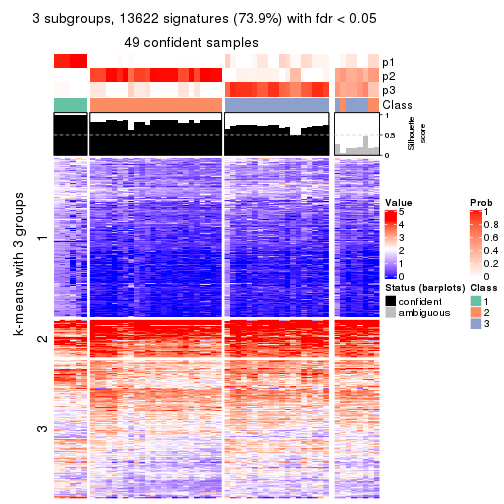 3 subgroups, 13622 signatures (73.9%) with fdr < 0.05
49 confident samples
p1
p2
p3
Class
1
0.5
0
Silhouette
score
k-means with 3 groups
1
2
3
Value
5
4
3
2
1
0
Prob
1
0.8
0.6
0.4
0.2
0
Status (barplots)
confident
ambiguous
Class
1
2
3